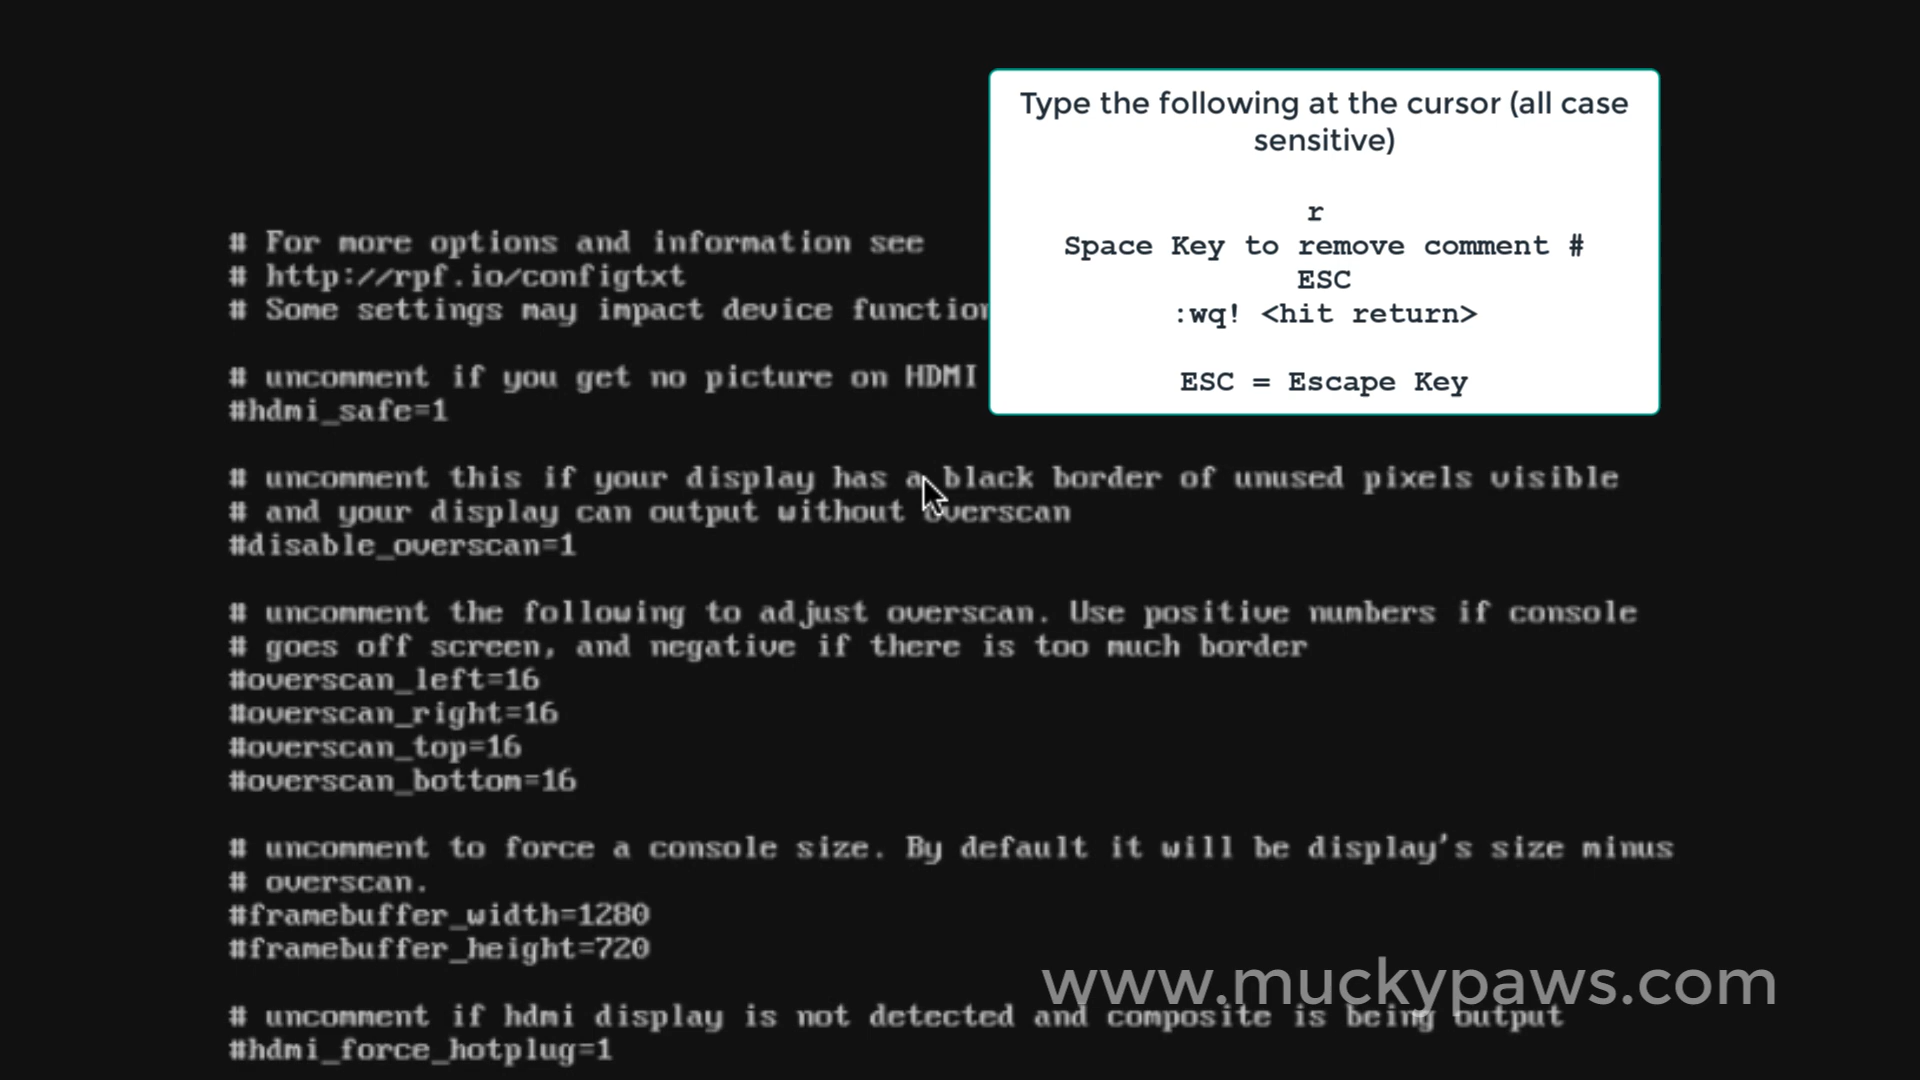 Type the following at the cursor (all case
sensitive)
r
Space Key to remove comment #
ESC
:wq! <hit return>
ESC = Escape Key
# For more options and information see
# http://rpf.io/configtxt
# Some settings may impact device function
# uncomment if you get no picture on HDMI
#hdmi_safe=1
# uncomment this if your display has a black border of unused pixels visible
# and your display can output without overscan
#disable_overscan=1
# uncomment the following to adjust overscan. Use positive numbers if console
# goes off screen, and negative if there is too much border
#overscan_left=16
#overscan_right=16
#overscan_top=16
#overscan_bottom=16
# uncomment to force a console size. By default it will be display's size minus
# overscan.
#framebuffer_width=1280
#framebuffer_height=720
www.muckypaws.com
# uncomment if hdmi display is not detected and composite is being output
#hdmi_force_hotplug=1